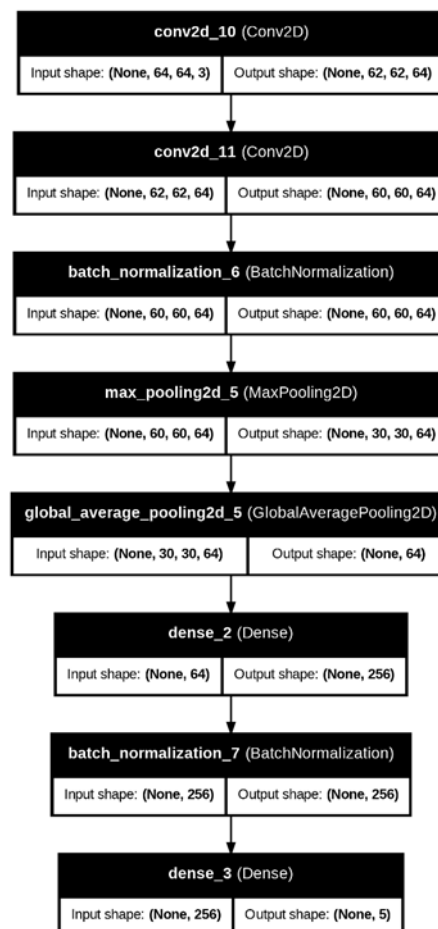 conv2d_10 (Conv2D)
Input shape: (None, 64, 64, 3) Output shape: (None, 62, 62, 64)
conv2d_11 (Conv2D)
Input shape: (None, 62, 62, 64) Output shape: (None, 60, 60, 64)
batch_normalization_6 (BatchNormalization)
Input shape: (None, 60, 60, 64) Output shape: (None, 60, 60, 64)
max_pooling2d_5 (MaxPooling2D)
Input shape: (None, 60, 60, 64) Output shape: (None, 30, 30, 64)
global_average_pooling2d_5 (GlobalAveragePooling2D)
Input shape: (None, 30, 30, 64) Output shape: (None, 64)
dense_2 (Dense)
Input shape: (None, 64) Output shape: (None, 256)
batch_normalization_7 (BatchNormalization)
Input shape: (None, 256) Output shape: (None, 256)
dense_3 (Dense)
Input shape: (None, 256) Output shape: (None, 5)